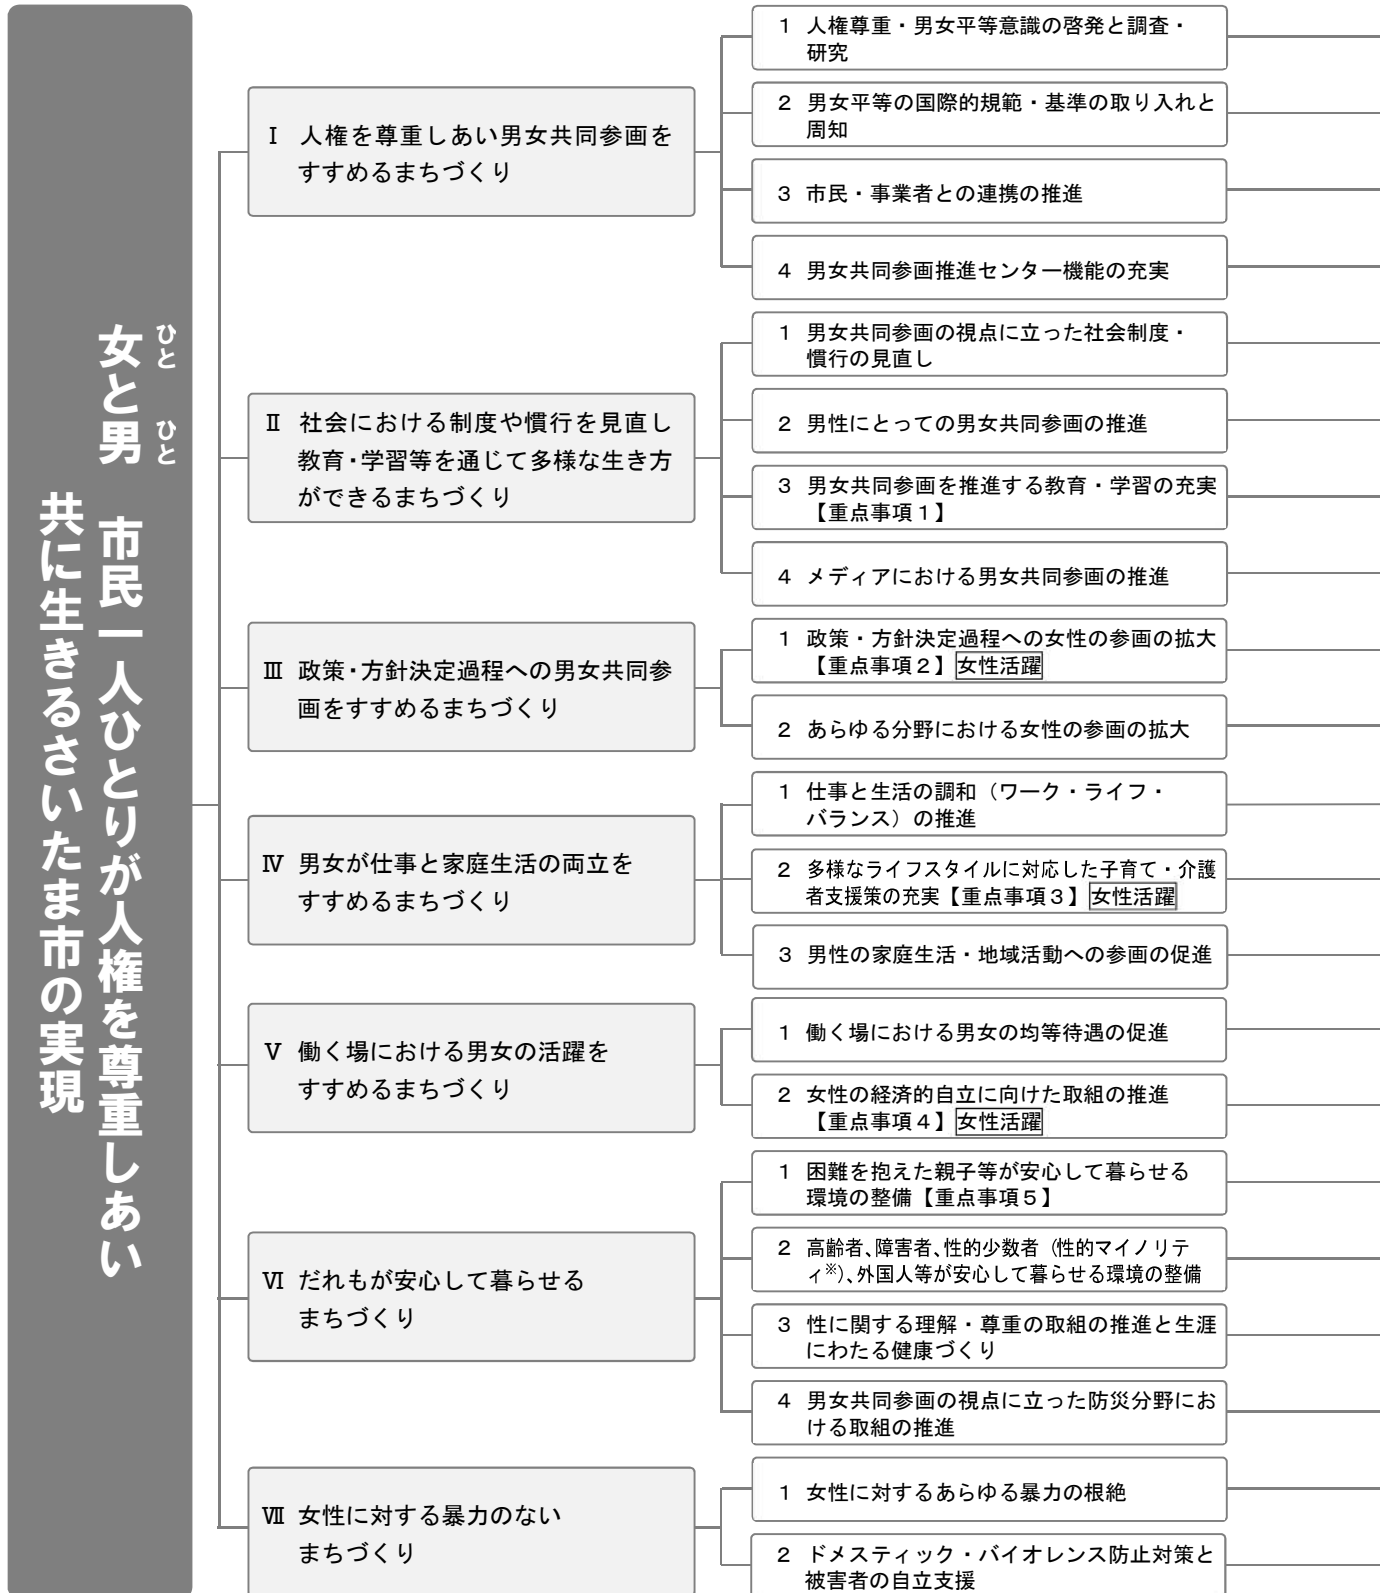 女と男 市民一人ひとりが人権を尊重しあい
ひと ひと
共に生きるさいたま市の実現
Ⅰ 人権を尊重しあい男女共同参画を
すすめるまちづくり
1 人権尊重・男女平等意識の啓発と調査・
研究
2 男女平等の国際的規範・基準の取り入れと
周知
3 市民・事業者との連携の推進
4 男女共同参画推進センター機能の充実
Ⅱ 社会における制度や慣行を見直し
教育・学習等を通じて多様な生き方
ができるまちづくり
1 男女共同参画の視点に立った社会制度・
慣行の見直し
2 男性にとっての男女共同参画の推進
3 男女共同参画を推進する教育・学習の充実
【重点事項1】
4 メディアにおける男女共同参画の推進
Ⅲ 政策・方針決定過程への男女共同参
画をすすめるまちづくり
1 政策・方針決定過程への女性の参画の拡大
【重点事項2】女性活躍
2 あらゆる分野における女性の参画の拡大
Ⅳ 男女が仕事と家庭生活の両立を
すすめるまちづくり
1 仕事と生活の調和（ワーク・ライフ・
バランス）の推進
2 多様なライフスタイルに対応した子育て・介護
者支援策の充実【重点事項3】女性活躍
3 男性の家庭生活・地域活動への参画の促進
Ⅴ 働く場における男女の活躍を
すすめるまちづくり
1 働く場における男女の均等待遇の促進
2 女性の経済的自立に向けた取組の推進
【重点事項4】女性活躍
Ⅵ だれもが安心して暮らせる
まちづくり
1 困難を抱えた親子等が安心して暮らせる
環境の整備【重点事項5】
2 高齢者、障害者、性的少数者（性的マイノリテ
ィ※）、外国人等が安心して暮らせる環境の整備
3 性に関する理解・尊重の取組の推進と生涯
にわたる健康づくり
4 男女共同参画の視点に立った防災分野にお
ける取組の推進
Ⅶ 女性に対する暴力のない
まちづくり
1 女性に対するあらゆる暴力の根絶
2 ドメスティック・バイオレンス防止対策と
被害者の自立支援